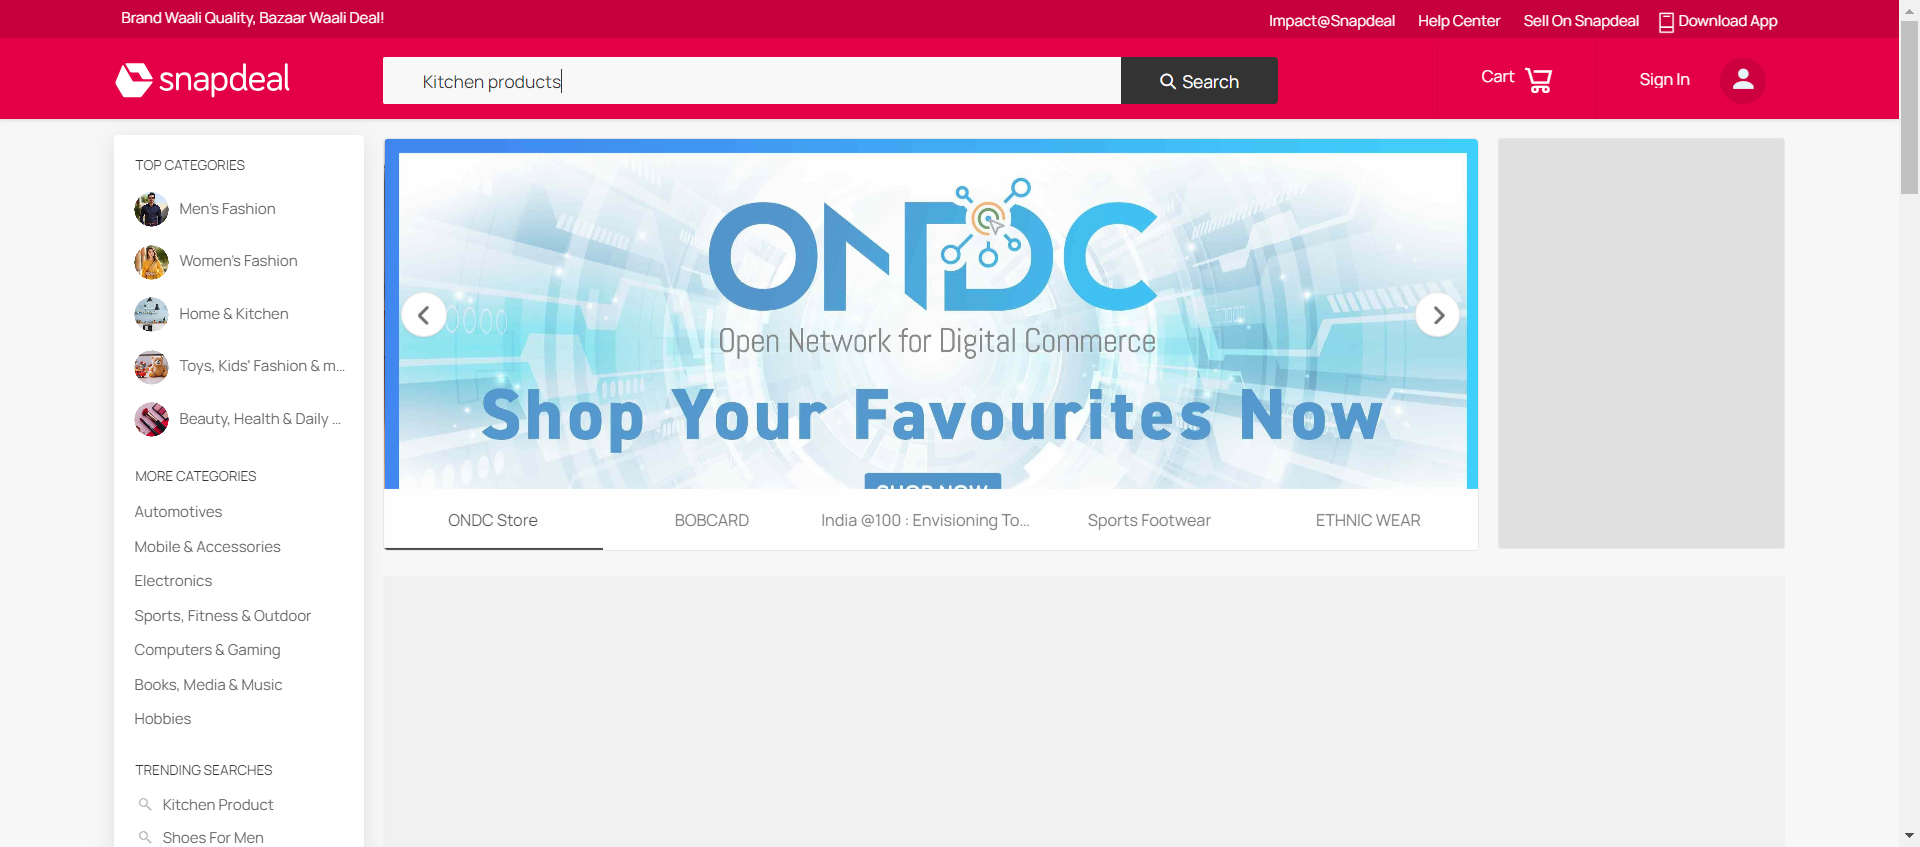 Brand Waali Quality, Bazaar Waali Deal!
Impact@Snapdeal Help Center Sell On Snapdeal Download App
snapdeal
Kitchen products
Search
Cart
Sign In
TOP CATEGORIES
Men's Fashion
Women's Fashion
Home & Kitchen
Toys, Kids' Fashion & m...
Beauty, Health & Daily ...
MORE CATEGORIES
Automotives
Mobile & Accessories
Electronics
Sports, Fitness & Outdoor
Computers & Gaming
Books, Media & Music
Hobbies
TRENDING SEARCHES
Kitchen Product
Shoes For Men
ONDC
Open Network for Digital Commerce
Shop Your Favourites Now
SHOP NOW
ONDC Store BOBCARD India @100 : Envisioning To... Sports Footwear ETHNIC WEAR